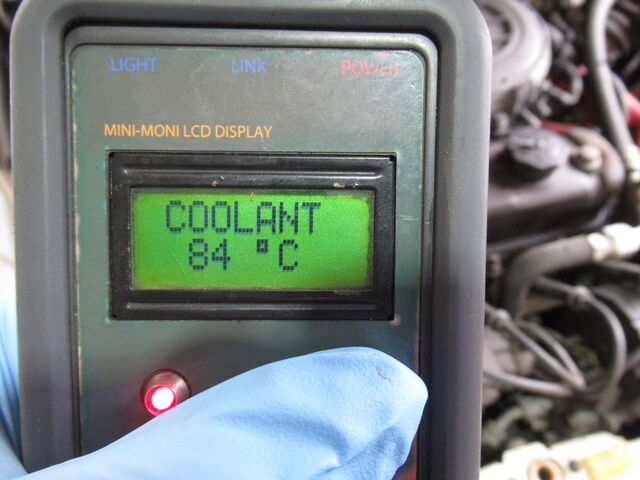 LIGHT LINK POWER
MINI-MONI LCD DISPLAY
COOLANT
84 °C